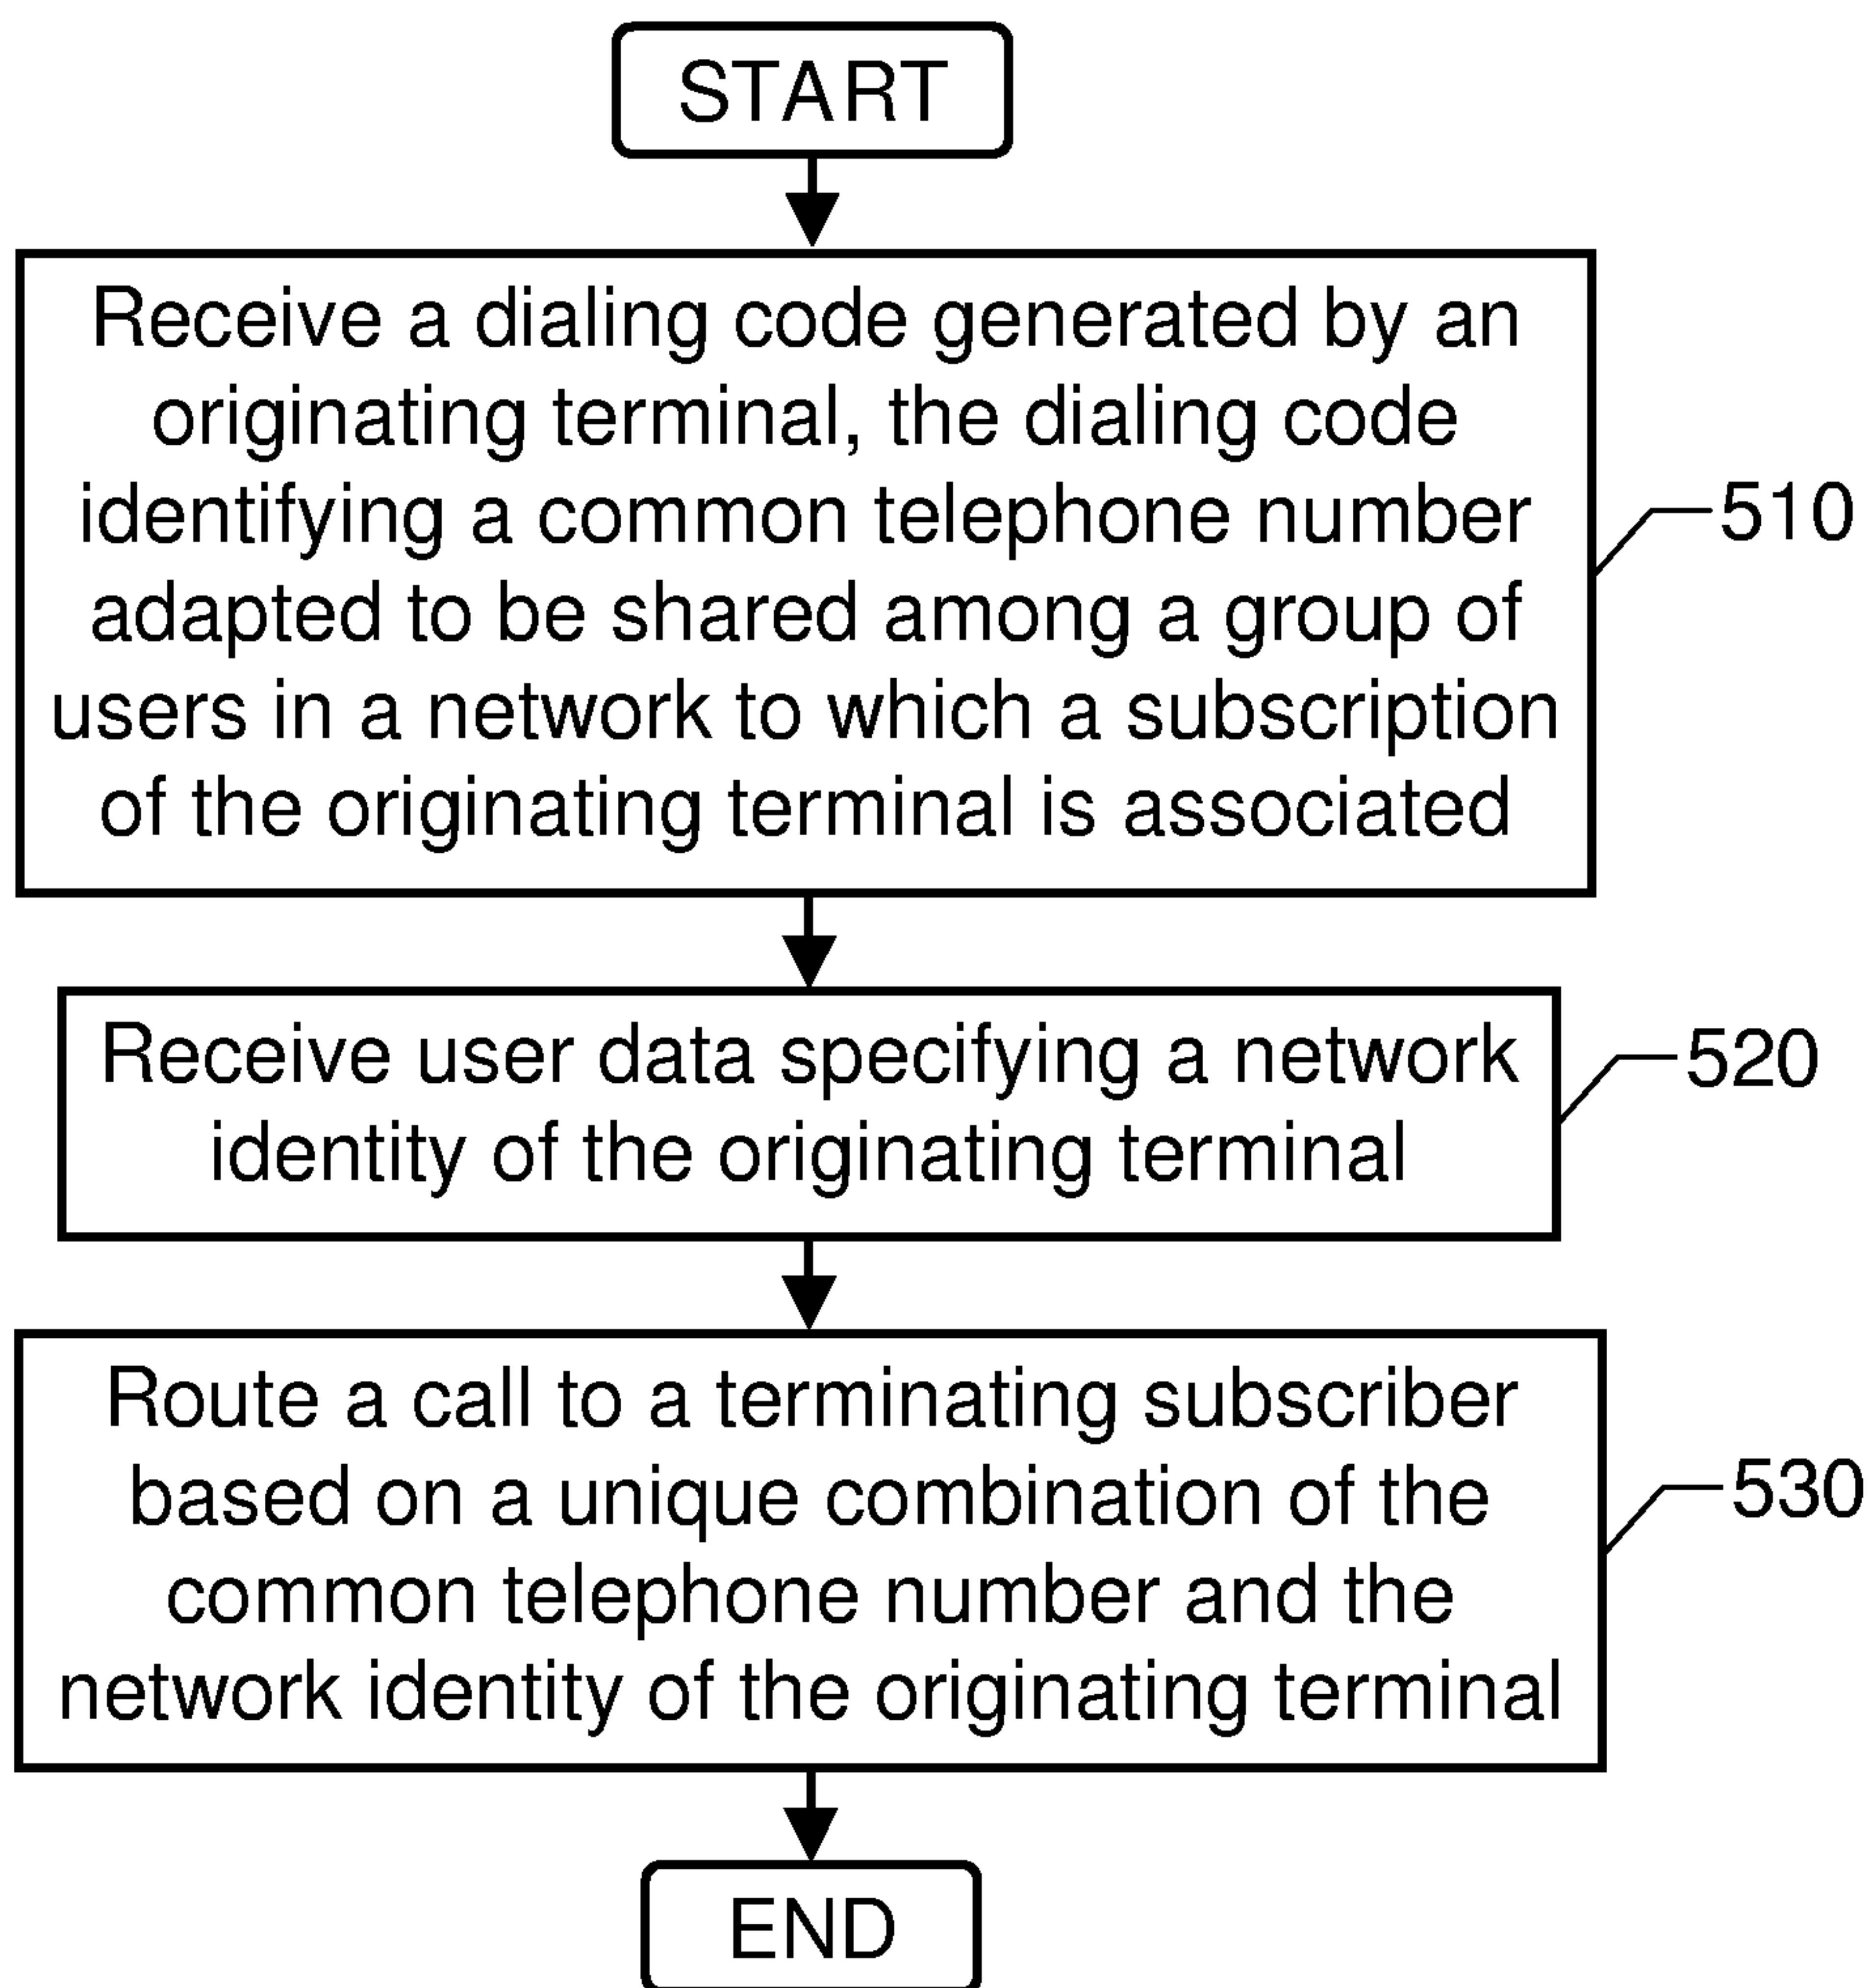 START
Receive a dialing code generated by an
originating terminal, the dialing code
identifying a common telephone number
adapted to be shared among a group of
users in a network to which a subscription
of the originating terminal is associated
510
Receive user data specifying a network
identity of the originating terminal
520
Route a call to a terminating subscriber
based on a unique combination of the
common telephone number and the
network identity of the originating terminal
530
END